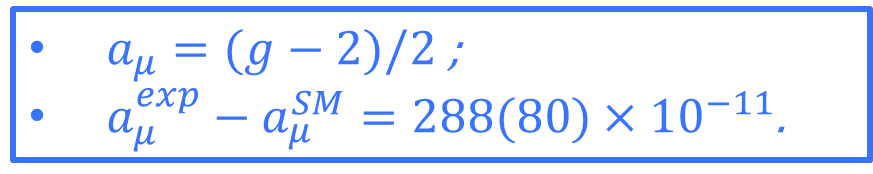 • a_μ = (g − 2)/2 ;
• a_μ^{exp} − a_μ^{SM} = 288(80) × 10^{−11}.